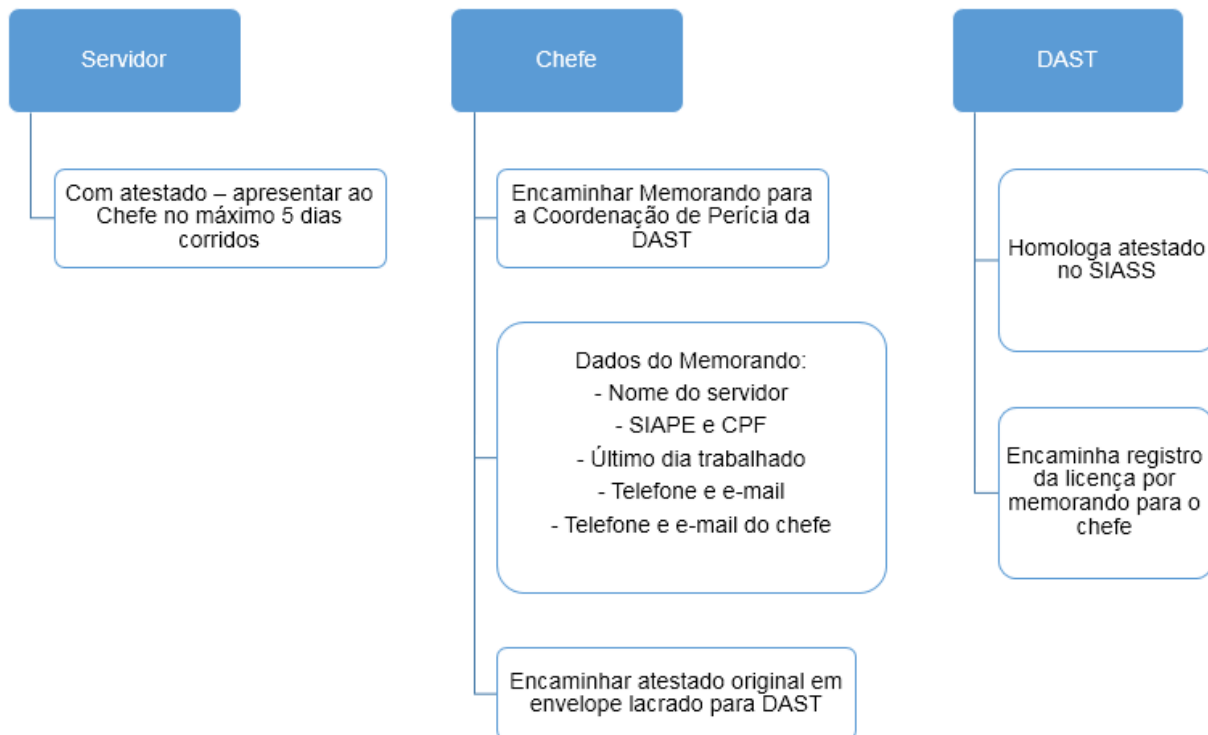 Servidor
Com atestado – apresentar ao
Chefe no máximo 5 dias
corridos
Chefe
Encaminhar Memorando para
a Coordenação de Perícia da
DAST
Dados do Memorando:
- Nome do servidor
- SIAPE e CPF
- Último dia trabalhado
- Telefone e e-mail
- Telefone e e-mail do chefe
Encaminhar atestado original em
envelope lacrado para DAST
DAST
Homologa atestado
no SIASS
Encaminha registro
da licença por
memorando para o
chefe